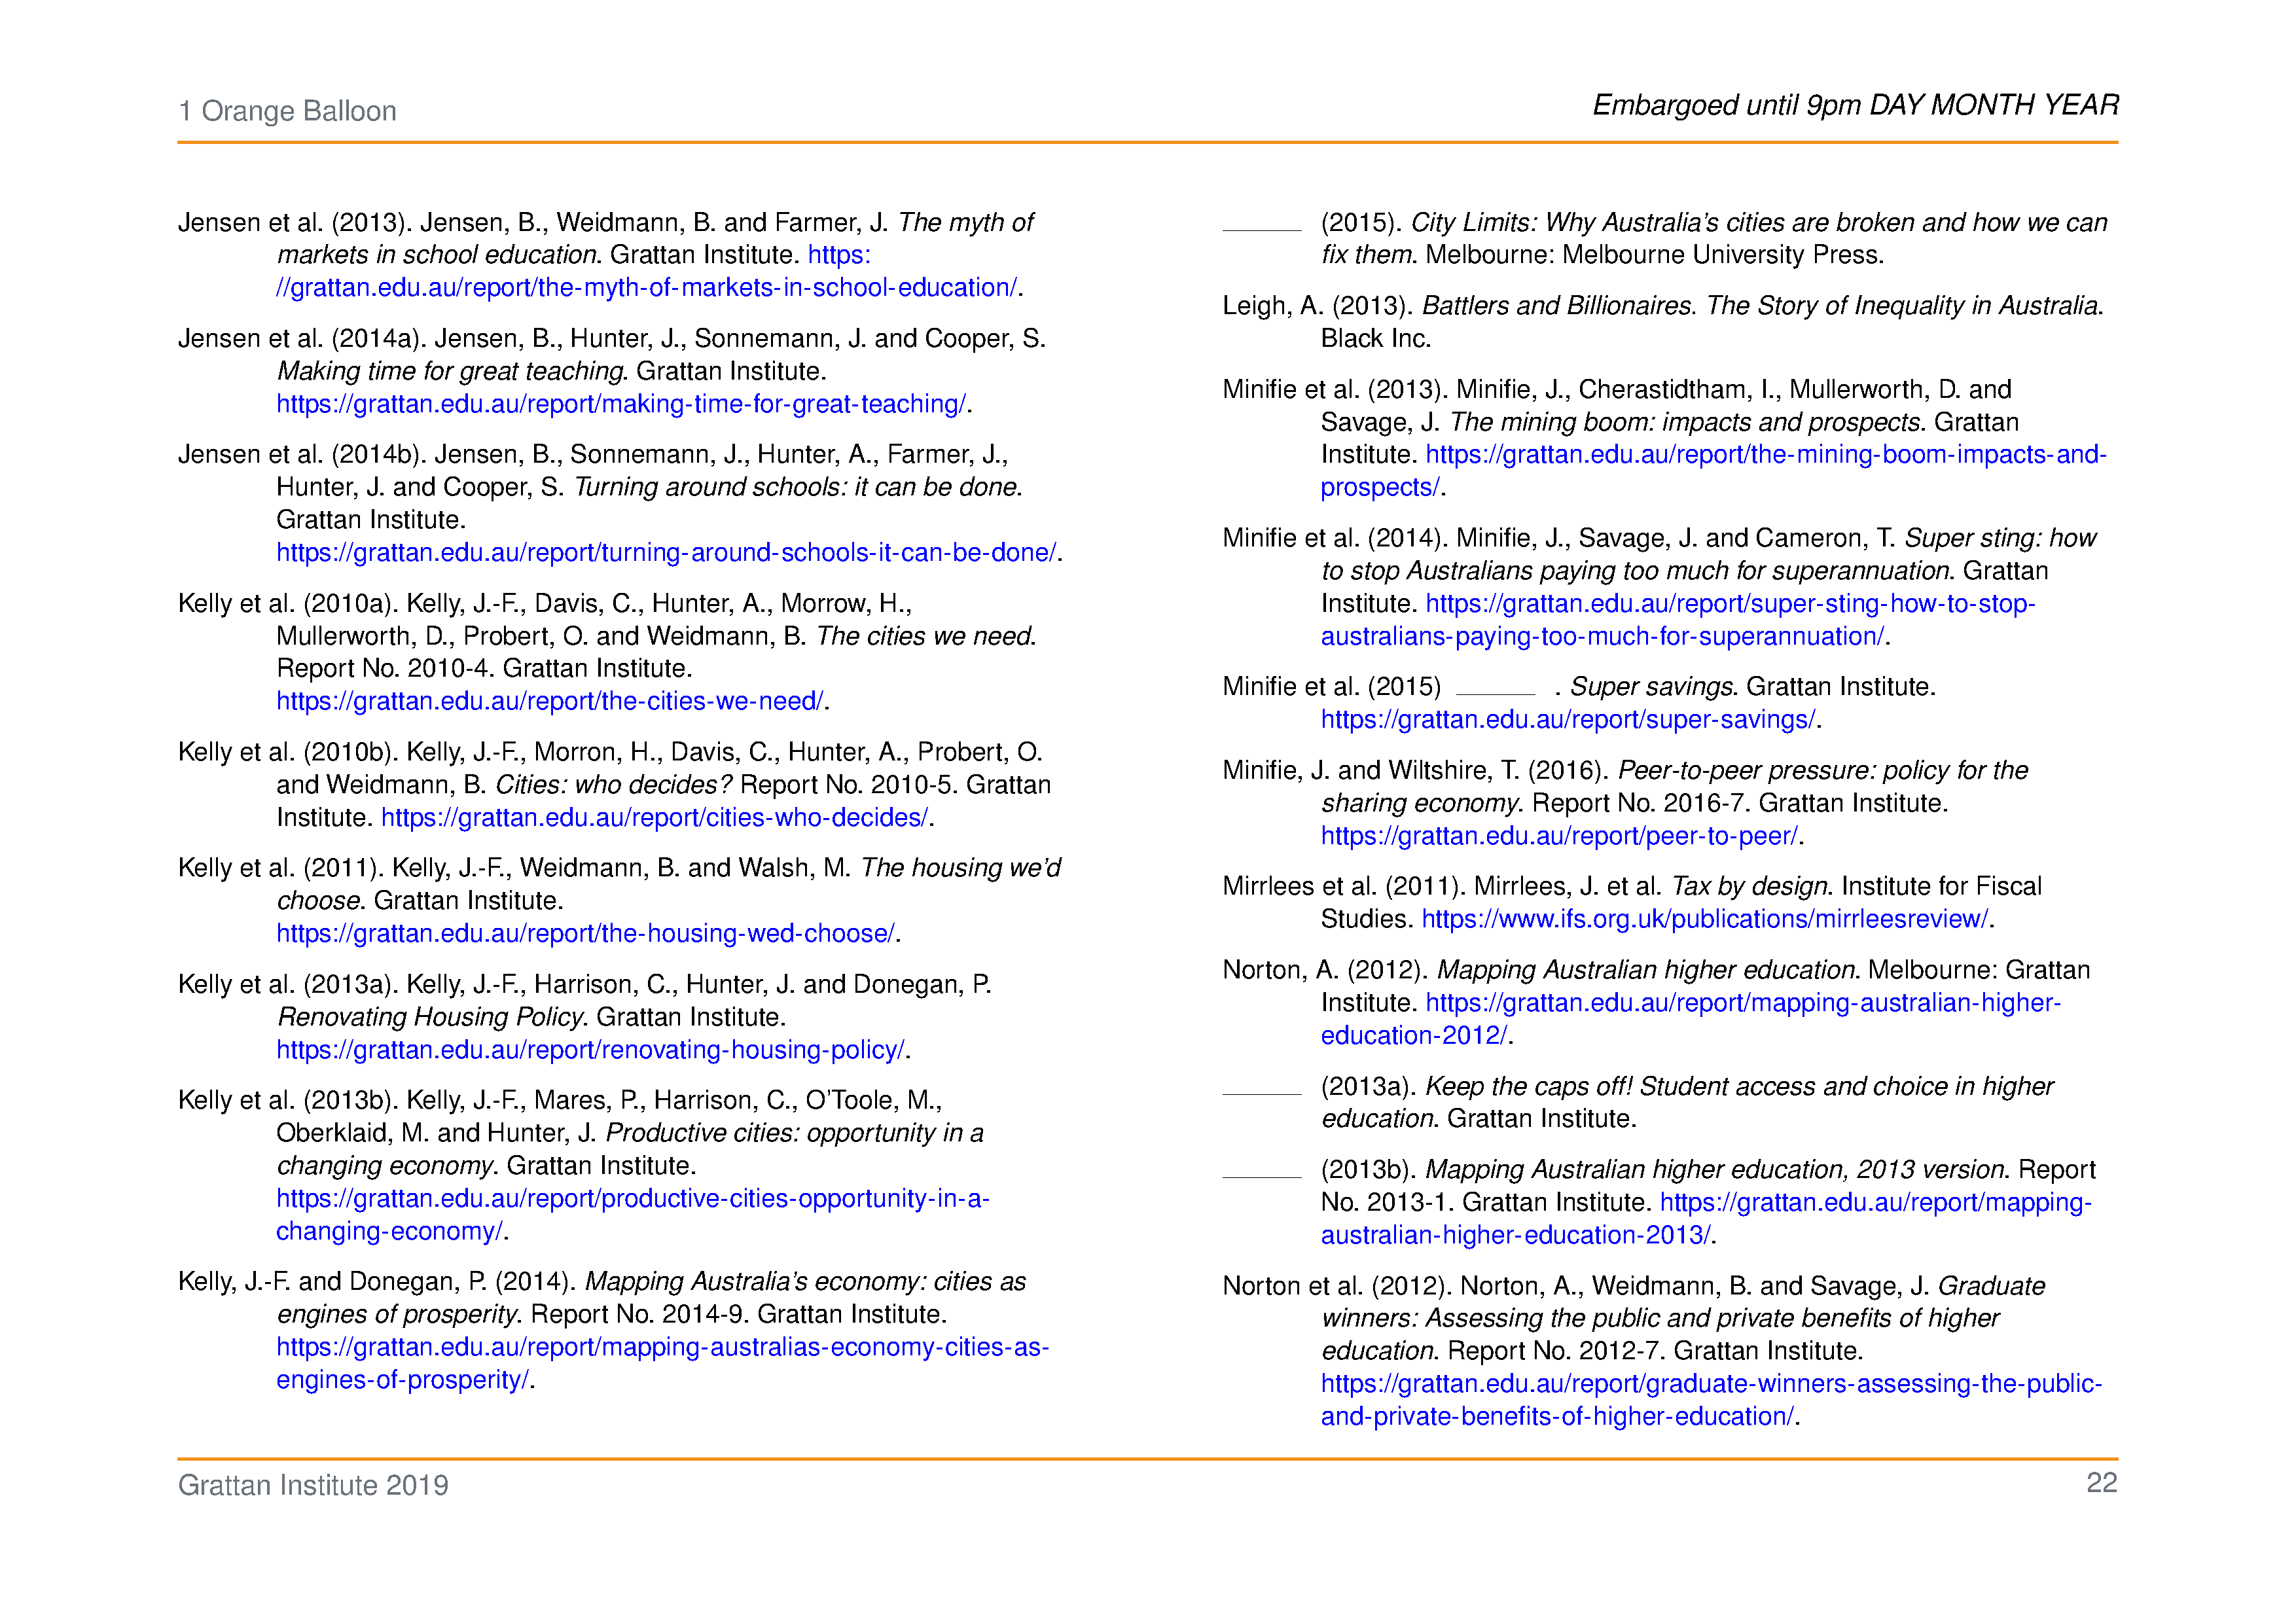 1 Orange Balloon
Embargoed until 9pm DAY MONTH YEAR
Jensen et al. (2013). Jensen, B., Weidmann, B. and Farmer, J. The myth of
markets in school education. Grattan Institute. https:
//grattan.edu.au/report/the-myth-of-markets-in-school-education/.
Jensen et al. (2014a). Jensen, B., Hunter, J., Sonnemann, J. and Cooper, S.
Making time for great teaching. Grattan Institute.
https://grattan.edu.au/report/making-time-for-great-teaching/.
Jensen et al. (2014b). Jensen, B., Sonnemann, J., Hunter, A., Farmer, J.,
Hunter, J. and Cooper, S. Turning around schools: it can be done.
Grattan Institute.
https://grattan.edu.au/report/turning-around-schools-it-can-be-done/.
Kelly et al. (2010a). Kelly, J.-F., Davis, C., Hunter, A., Morrow, H.,
Mullerworth, D., Probert, O. and Weidmann, B. The cities we need.
Report No. 2010-4. Grattan Institute.
https://grattan.edu.au/report/the-cities-we-need/.
Kelly et al. (2010b). Kelly, J.-F., Morron, H., Davis, C., Hunter, A., Probert, O.
and Weidmann, B. Cities: who decides? Report No. 2010-5. Grattan
Institute. https://grattan.edu.au/report/cities-who-decides/.
Kelly et al. (2011). Kelly, J.-F., Weidmann, B. and Walsh, M. The housing we'd
choose. Grattan Institute.
https://grattan.edu.au/report/the-housing-wed-choose/.
Kelly et al. (2013a). Kelly, J.-F., Harrison, C., Hunter, J. and Donegan, P.
Renovating Housing Policy. Grattan Institute.
https://grattan.edu.au/report/renovating-housing-policy/.
Kelly et al. (2013b). Kelly, J.-F., Mares, P., Harrison, C., O'Toole, M.,
Oberklaid, M. and Hunter, J. Productive cities: opportunity in a
changing economy. Grattan Institute.
https://grattan.edu.au/report/productive-cities-opportunity-in-a-
changing-economy/.
Kelly, J.-F. and Donegan, P. (2014). Mapping Australia's economy: cities as
engines of prosperity. Report No. 2014-9. Grattan Institute.
https://grattan.edu.au/report/mapping-australias-economy-cities-as-
engines-of-prosperity/.
______ (2015). City Limits: Why Australia's cities are broken and how we can
fix them. Melbourne: Melbourne University Press.
Leigh, A. (2013). Battlers and Billionaires. The Story of Inequality in Australia.
Black Inc.
Minifie et al. (2013). Minifie, J., Cherastidtham, I., Mullerworth, D. and
Savage, J. The mining boom: impacts and prospects. Grattan
Institute. https://grattan.edu.au/report/the-mining-boom-impacts-and-
prospects/.
Minifie et al. (2014). Minifie, J., Savage, J. and Cameron, T. Super sting: how
to stop Australians paying too much for superannuation. Grattan
Institute. https://grattan.edu.au/report/super-sting-how-to-stop-
australians-paying-too-much-for-superannuation/.
Minifie et al. (2015) ______ . Super savings. Grattan Institute.
https://grattan.edu.au/report/super-savings/.
Minifie, J. and Wiltshire, T. (2016). Peer-to-peer pressure: policy for the
sharing economy. Report No. 2016-7. Grattan Institute.
https://grattan.edu.au/report/peer-to-peer/.
Mirrlees et al. (2011). Mirrlees, J. et al. Tax by design. Institute for Fiscal
Studies. https://www.ifs.org.uk/publications/mirrleesreview/.
Norton, A. (2012). Mapping Australian higher education. Melbourne: Grattan
Institute. https://grattan.edu.au/report/mapping-australian-higher-
education-2012/.
______ (2013a). Keep the caps off! Student access and choice in higher
education. Grattan Institute.
______ (2013b). Mapping Australian higher education, 2013 version. Report
No. 2013-1. Grattan Institute. https://grattan.edu.au/report/mapping-
australian-higher-education-2013/.
Norton et al. (2012). Norton, A., Weidmann, B. and Savage, J. Graduate
winners: Assessing the public and private benefits of higher
education. Report No. 2012-7. Grattan Institute.
https://grattan.edu.au/report/graduate-winners-assessing-the-public-
and-private-benefits-of-higher-education/.
Grattan Institute 2019
22